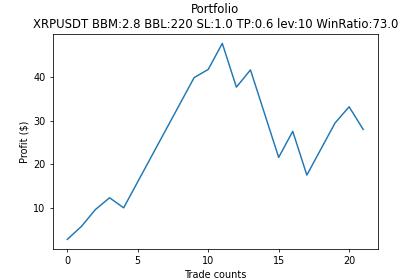 Portfolio
XRPUSDT BBM:2.8 BBL:220 SL:1.0 TP:0.6 lev:10 WinRatio:73.0
40
30
20
10
Profit ($)
0 5 10 15 20
Trade counts